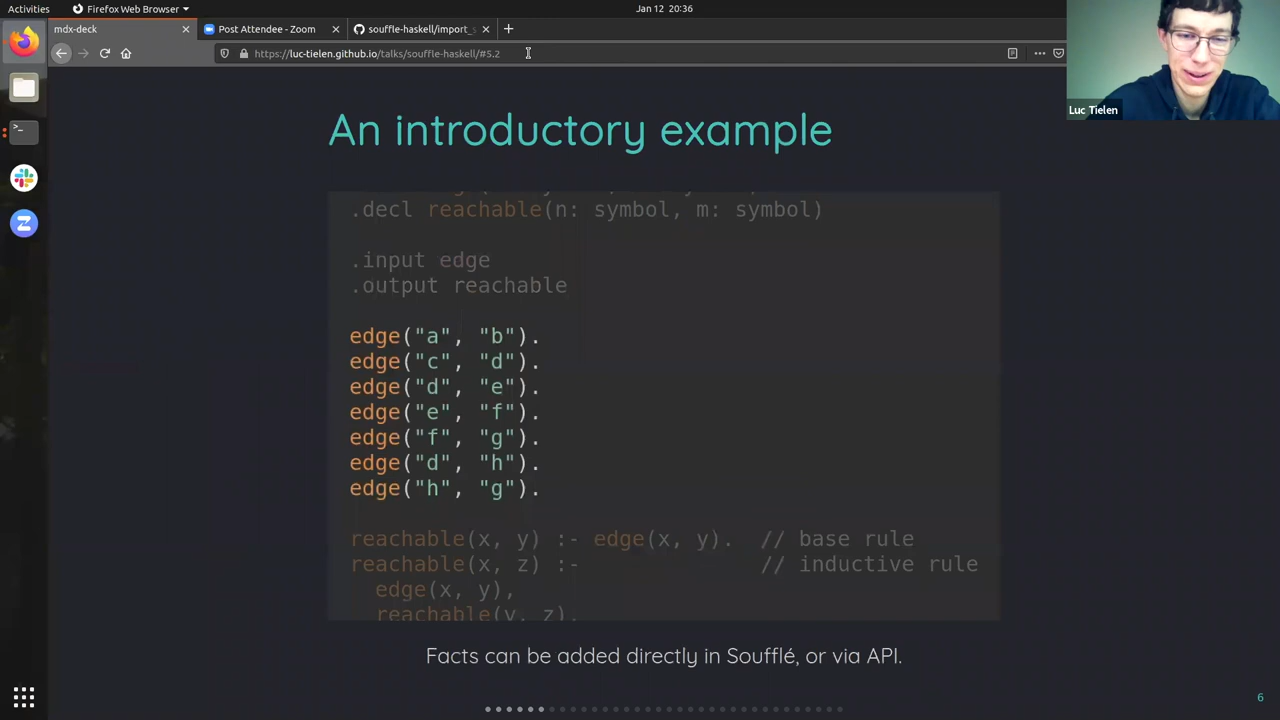 Activities
Firefox Web Browser
Jan 12 20:36
mdx-deck
Post Attendee - Zoom
souffle-haskell/import_s
https://luc-tielen.github.io/talks/souffle-haskell/#5.2
Luc Tielen
An introductory example
.decl reachable(n: symbol, m: symbol)
.input edge
.output reachable
edge("a", "b").
edge("c", "d").
edge("d", "e").
edge("e", "f").
edge("f", "g").
edge("d", "h").
edge("h", "g").
reachable(x, y) :- edge(x, y). // base rule
reachable(x, z) :- // inductive rule
edge(x, y),
reachable(y, z).
Facts can be added directly in Soufflé, or via API.
6